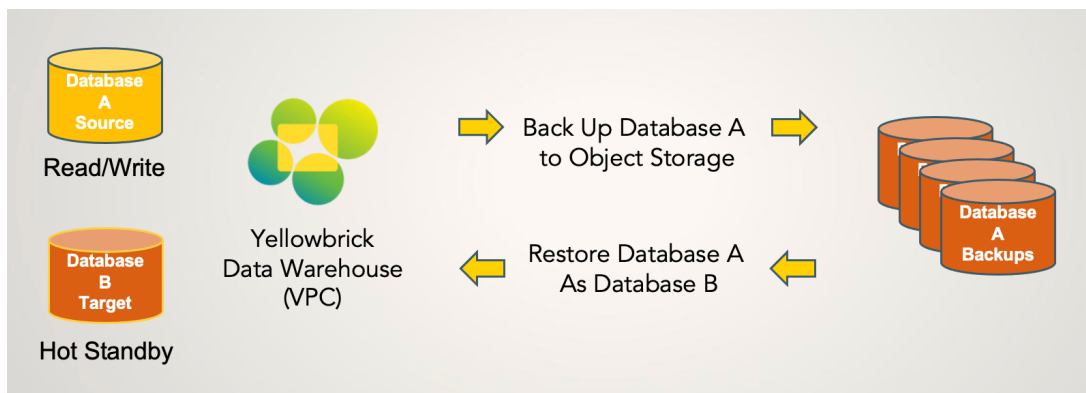 Database
A
Source
Read/Write
Database
B
Target
Hot Standby
Yellowbrick
Data Warehouse
(VPC)
Back Up Database A
to Object Storage
Restore Database A
As Database B
Database
A
Backups